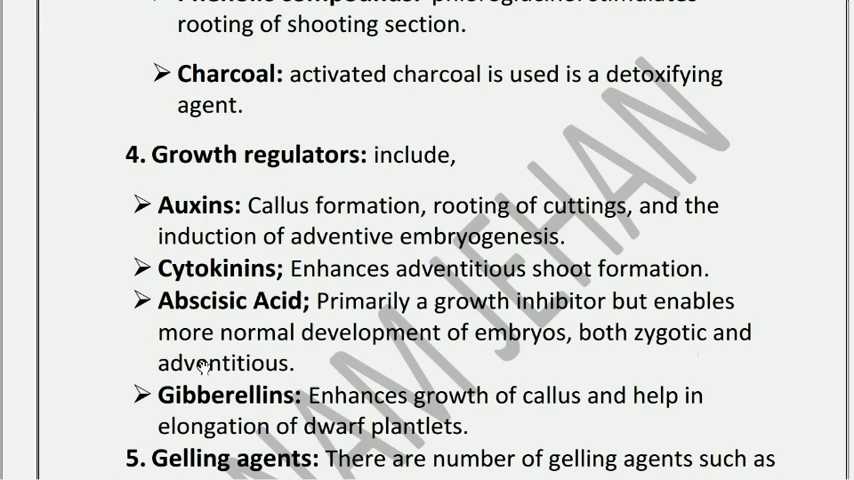 rooting of shooting section.
➢ Charcoal: activated charcoal is used is a detoxifying
agent.
4. Growth regulators: include,
➢ Auxins: Callus formation, rooting of cuttings, and the
induction of adventive embryogenesis.
➢ Cytokinins; Enhances adventitious shoot formation.
➢ Abscisic Acid; Primarily a growth inhibitor but enables
more normal development of embryos, both zygotic and
adventitious.
➢ Gibberellins: Enhances growth of callus and help in
elongation of dwarf plantlets.
5. Gelling agents: There are number of gelling agents such as
NAM JEHAN